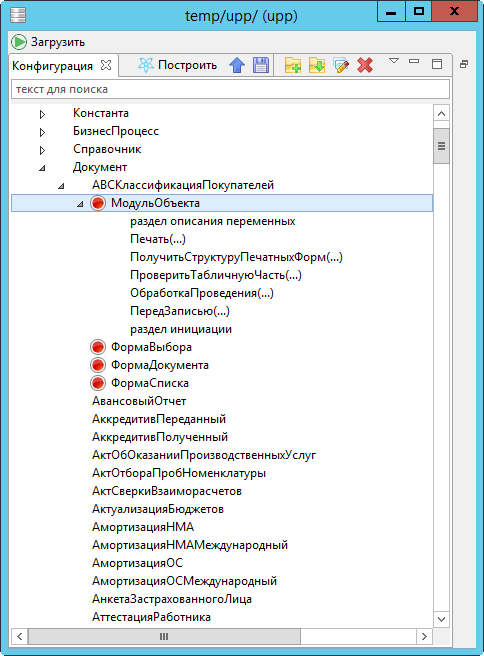 temp/upp/ (upp)
Загрузить
Конфигурация
Построить
текст для поиска
Константа
БизнесПроцесс
Справочник
Документ
АВСКлассификацияПокупателей
МодульОбъекта
раздел описания переменных
Печать(...)
ПолучитьСтруктуруПечатныхФорм(...)
ПроверитьТабличнуюЧасть(...)
ОбработкаПроведения(...)
ПередЗаписью(...)
раздел инициации
ФормаВыбора
ФормаДокумента
ФормаСписка
АвансовыйОтчет
АккредитивПереданный
АккредитивПолученный
АктОбОказанииПроизводственныхУслуг
АктОтбораПробНоменклатуры
АктСверкиВзаиморасчетов
АктуализацияБюджетов
АмортизацияНМА
АмортизацияНМАМеждународный
АмортизацияОС
АмортизацияОСМеждународный
АнкетаЗастрахованногоЛица
АттестацияРаботника